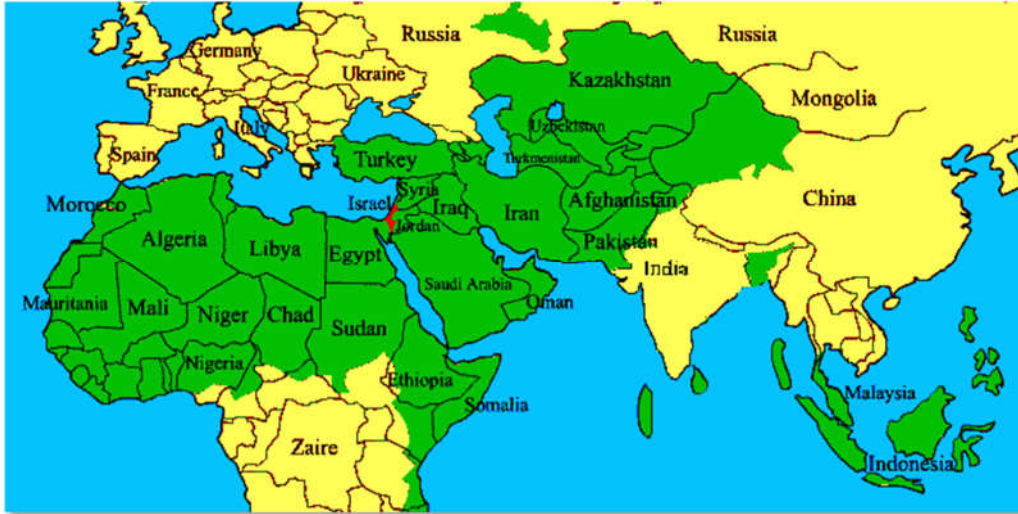 Russia
Russia
Germany
Kazakhstan
Ukraine
France
Mongolia
Italy
Uzbekistan
Spain
Turkey
Turkmenistan
Syria
Afghanistan
China
Israel
Morocco
Iraq
Iran
Jordan
Algeria
Libya
Egypt
Pakistan
India
Saudi Arabia
Mauritania
Mali
Niger
Chad
Oman
Sudan
Nigeria
Ethiopia
Malaysia
Somalia
Zaire
Indonesia